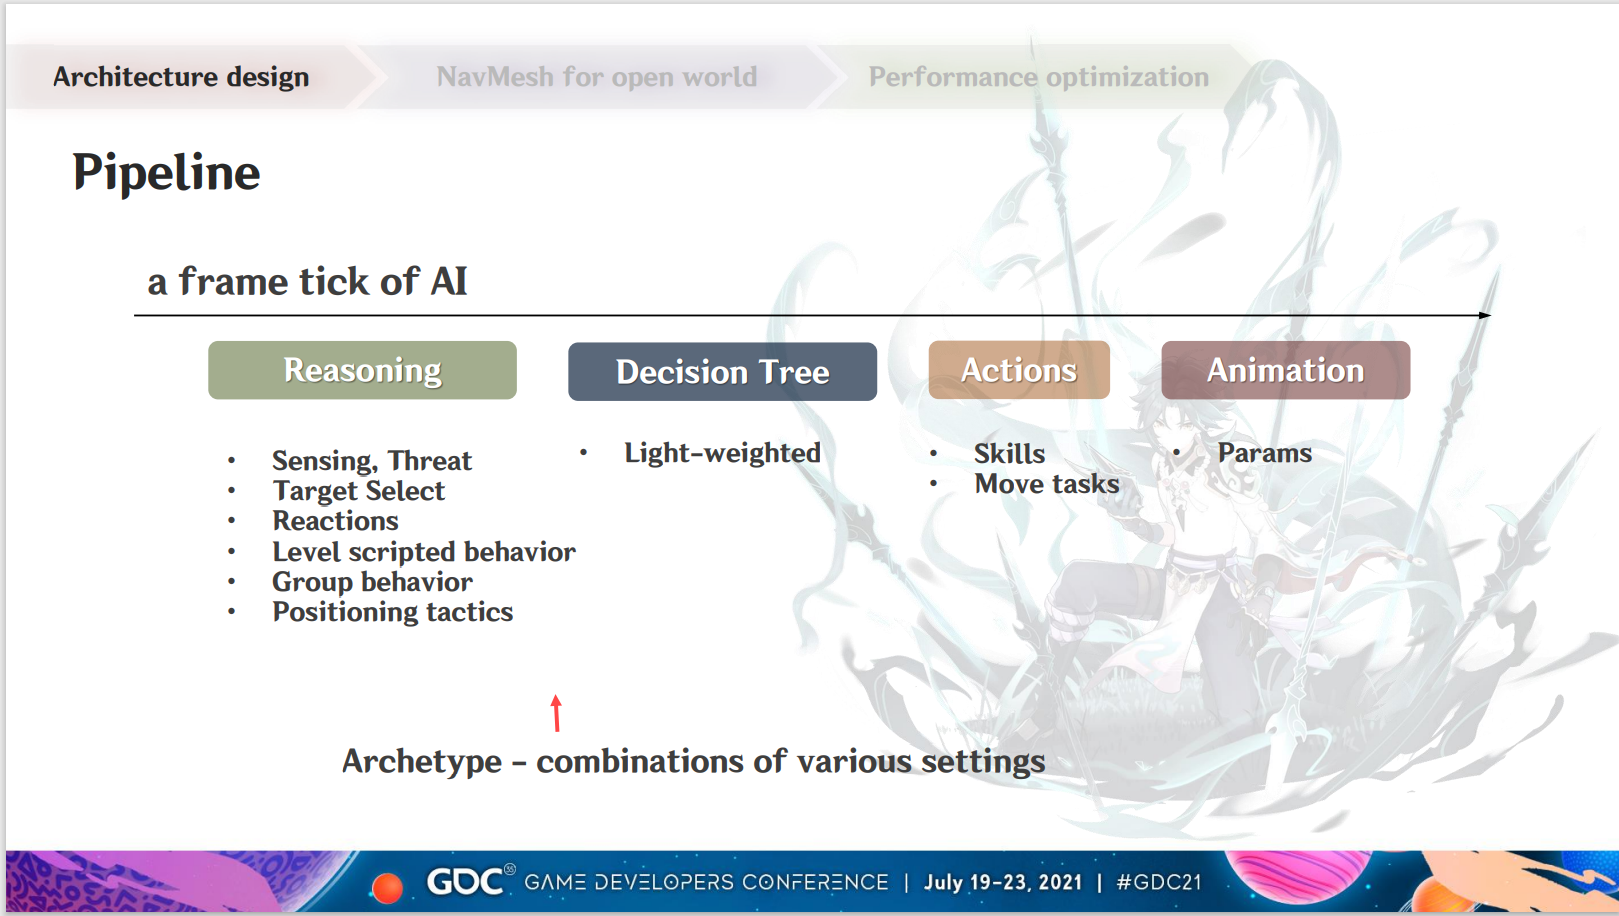 Architecture design
NavMesh for open world
Performance optimization
Pipeline
a frame tick of AI
Reasoning
• Sensing, Threat
• Target Select
• Reactions
• Level scripted behavior
• Group behavior
• Positioning tactics
Decision Tree
• Light-weighted
Actions
• Skills
• Move tasks
Animation
• Params
Archetype - combinations of various settings
GDC 35 GAME DEVELOPERS CONFERENCE | July 19-23, 2021 | #GDC21